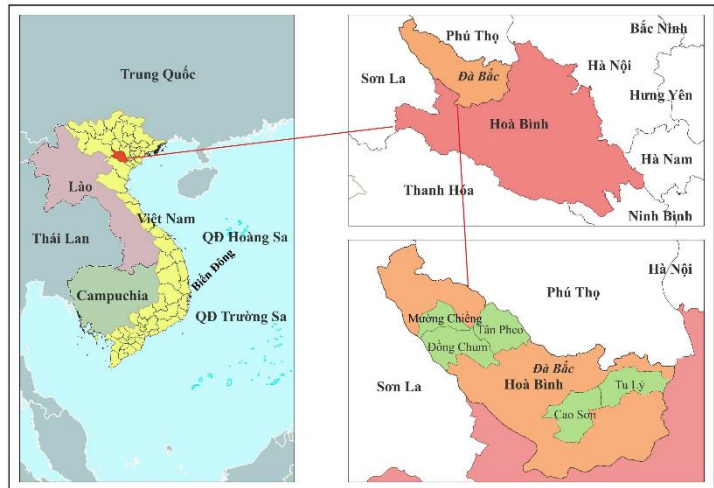 Trung Quốc
Lào
Việt Nam
Thái Lan
QĐ Hoàng Sa
Biển Đông
Campuchia
QĐ Trường Sa
Phú Thọ
Bắc Ninh
Sơn La
Đà Bắc
Hà Nội
Hưng Yên
Hoà Bình
Hà Nam
Thanh Hóa
Ninh Bình
Hà Nội
Phú Thọ
Mường Chiềng
Tân Pheo
Đồng Chum
Đà Bắc
Hoà Bình
Sơn La
Tu Lý
Cao Sơn